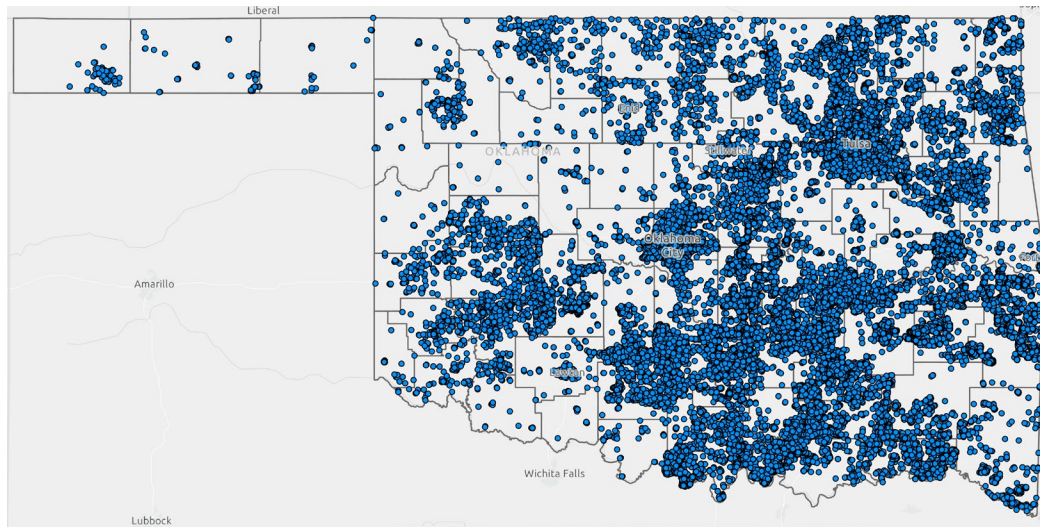 Liberal
Enid
OKLAHOMA
Stillwater
Tulsa
Oklahoma
City
Amarillo
Lawton
Wichita Falls
Lubbock